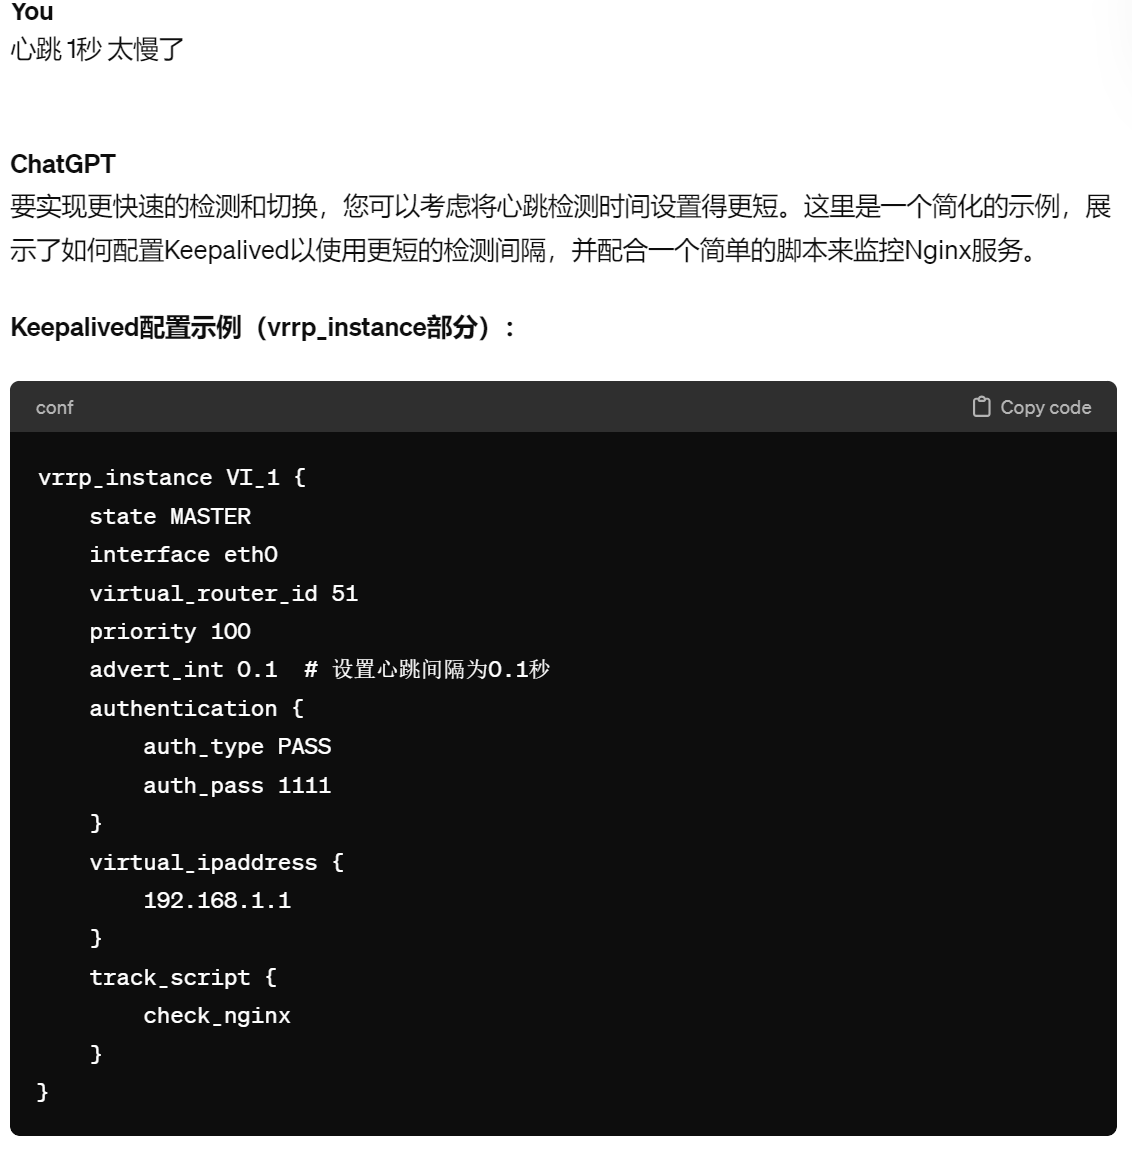 You
心跳 1秒 太慢了
ChatGPT
要实现更快速的检测和切换，您可以考虑将心跳检测时间设置得更短。这里是一个简化的示例，展
示了如何配置Keepalived以使用更短的检测间隔，并配合一个简单的脚本来监控Nginx服务。
Keepalived配置示例（vrrp_instance部分）：
conf
Copy code
vrrp_instance VI_1 {
    state MASTER
    interface eth0
    virtual_router_id 51
    priority 100
    advert_int 0.1  # 设置心跳间隔为0.1秒
    authentication {
        auth_type PASS
        auth_pass 1111
    }
    virtual_ipaddress {
        192.168.1.1
    }
    track_script {
        check_nginx
    }
}